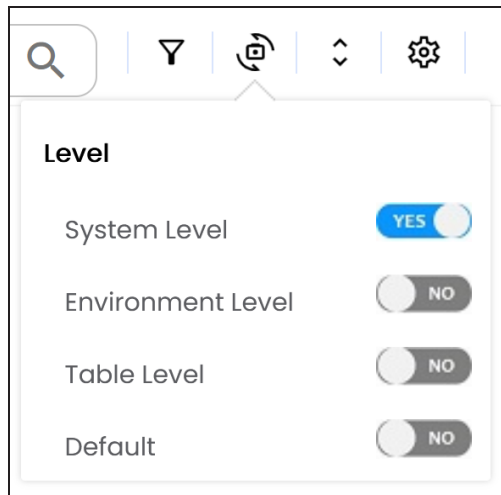 Level
System Level YES
Environment Level NO
Table Level NO
Default NO